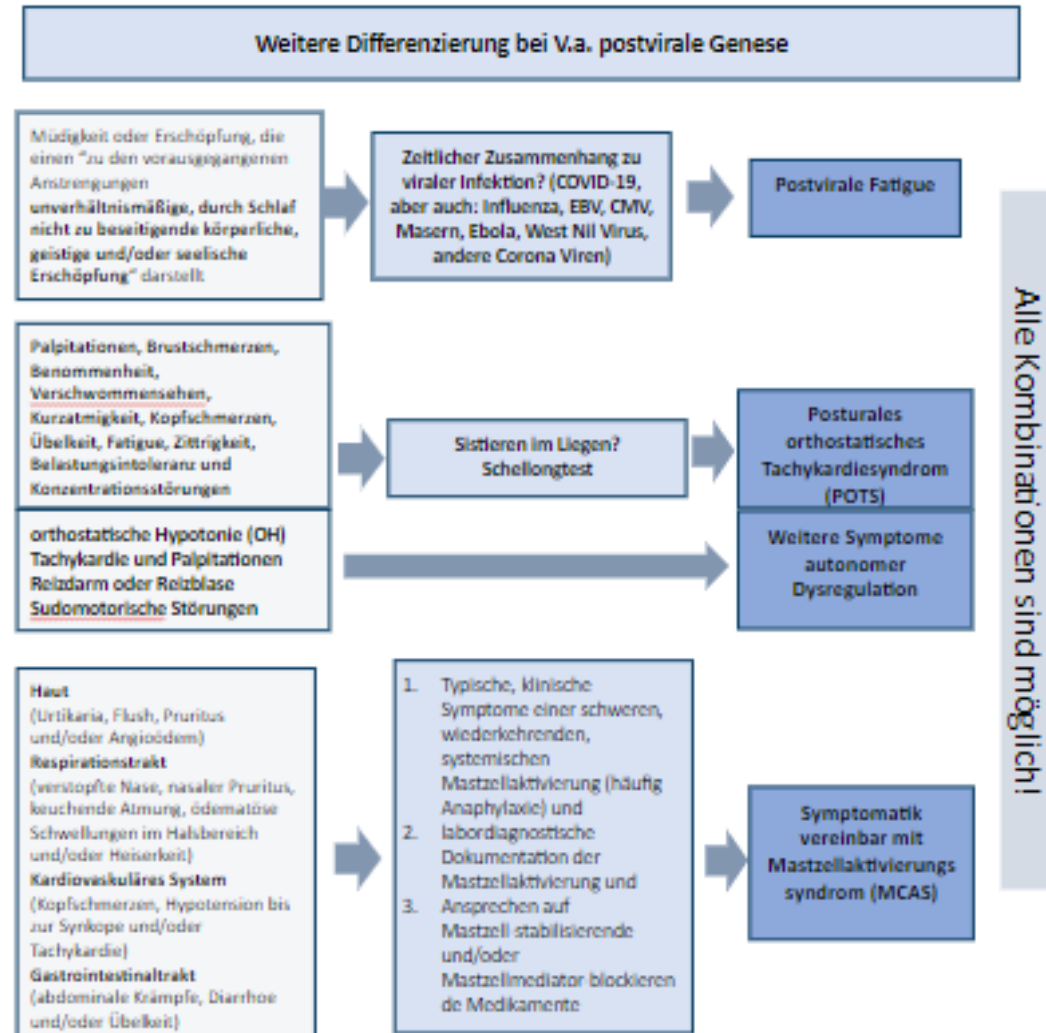 Weitere Differenzierung bei V.a. postvirale Genese
Müdigkeit oder Erschöpfung, die
einen "zu den vorausgegangenen
Anstrengungen
unverhältnismäßige, durch Schlaf
nicht zu beseitigende körperliche,
geistige und/oder seelische
Erschöpfung" darstellt
Zeitlicher Zusammenhang zu
viraler Infektion? (COVID-19,
aber auch: Influenza, EBV, CMV,
Masern, Ebola, West Nil Virus,
andere Corona Viren)
Postvirale Fatigue
Palpitationen, Brustschmerzen,
Benommenheit,
Verschwommensehen,
Kurzatmigkeit, Kopfschmerzen,
Übelkeit, Fatigue, Zittrigkeit,
Belastungsintoleranz und
Konzentrationsstörungen
Sistieren im Liegen?
Schellongtest
Posturales
orthostatisches
Tachykardiesyndrom
(POTS)
orthostatische Hypotonie (OH)
Tachykardie und Palpitationen
Reizdarm oder Reizblase
Sudomotorische Störungen
Weitere Symptome
autonomer
Dysregulation
Haut
(Urtikaria, Flush, Pruritus
und/oder Angioödem)
Respirationstrakt
(verstopfte Nase, nasaler Pruritus,
keuchende Atmung, ödematöse
Schwellungen im Halsbereich
und/oder Heiserkeit)
Kardiovaskuläres System
(Kopfschmerzen, Hypotension bis
zur Synkope und/oder
Tachykardie)
Gastrointestinaltrakt
(abdominale Krämpfe, Diarrhoe
und/oder Übelkeit)
1. Typische, klinische
Symptome einer schweren,
wiederkehrenden,
systemischen
Mastzellaktivierung (häufig
Anaphylaxie) und
2. labordiagnostische
Dokumentation der
Mastzellaktivierung und
3. Ansprechen auf
Mastzell-stabilisierende
und/oder
Mastzellmediator blockieren
de Medikamente
Symptomatik
vereinbar mit
Mastzellaktivierungs
syndrom (MCAS)
Alle Kombinationen sind möglich!